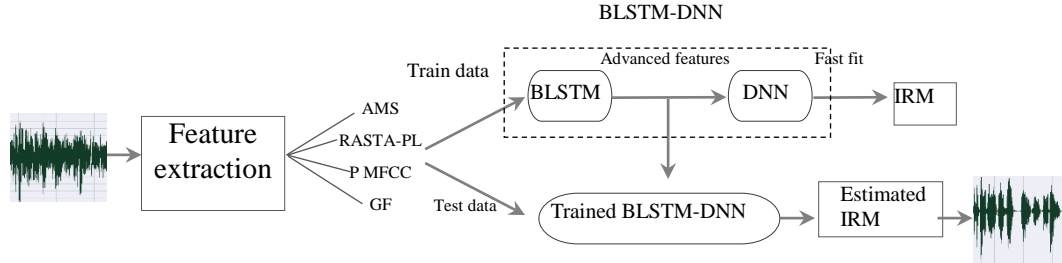 BLSTM-DNN
Train data
Advanced features
Fast fit
BLSTM
DNN
IRM
Feature
extraction
AMS
RASTA-PL
P MFCC
GF
Test data
Trained BLSTM-DNN
Estimated
IRM